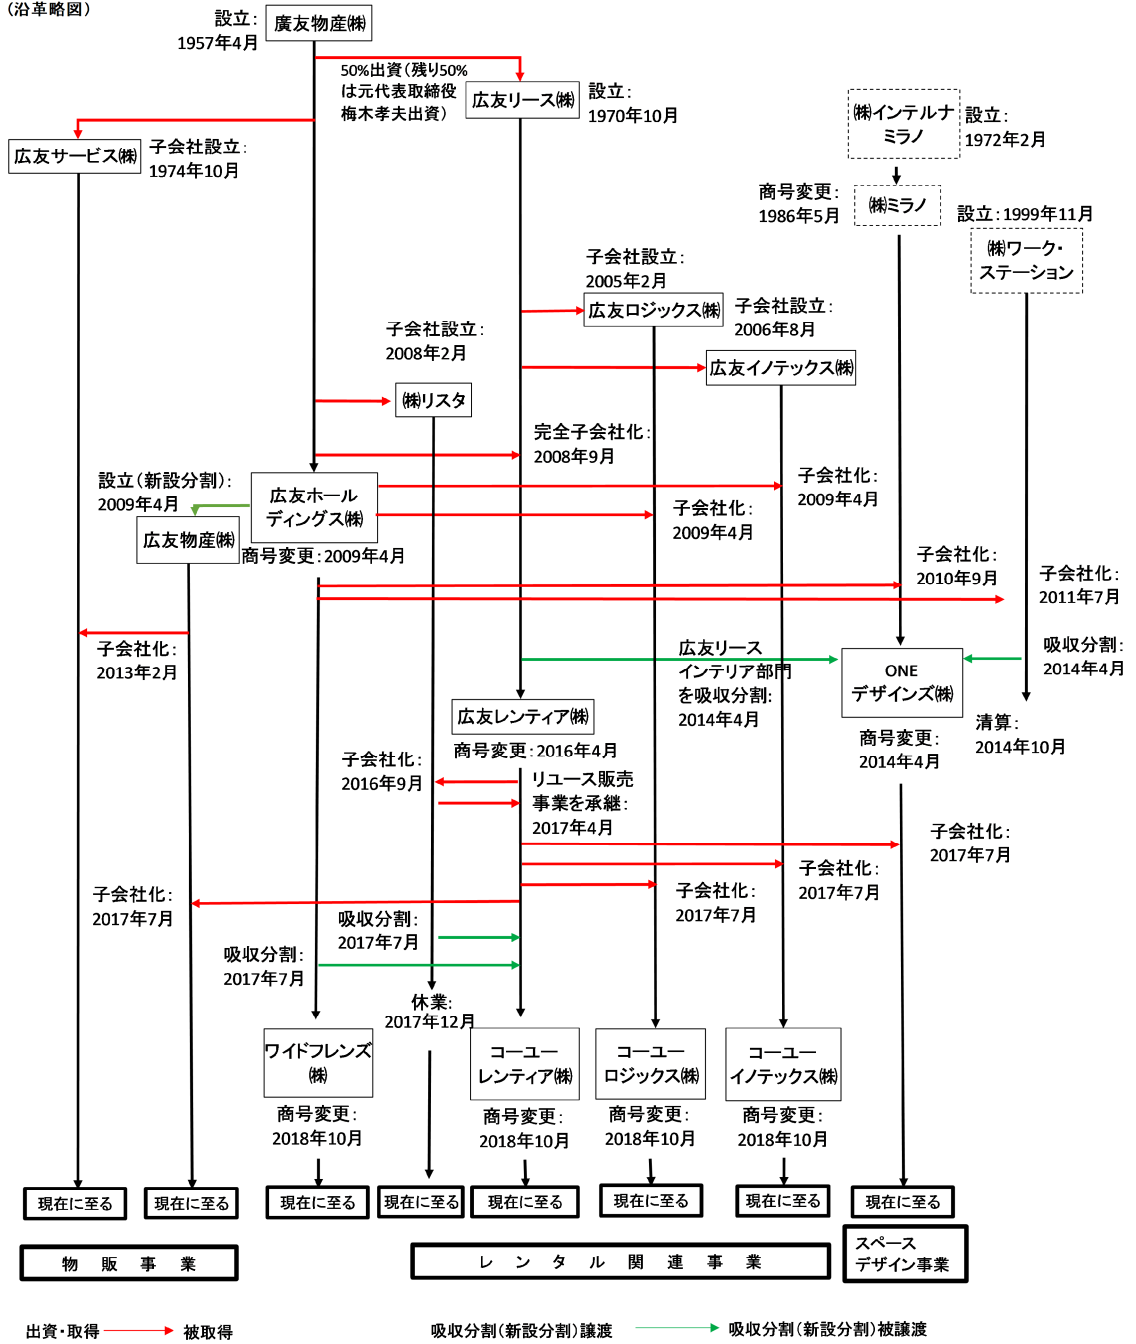 （沿革略図）
設立：
1957年4月
廣友物産㈱
50%出資（残り50%
は元代表取締役
梅木孝夫出資）
広友リース㈱
設立：
1970年10月
㈱インテルナ
ミラノ
設立：
1972年2月
広友サービス㈱
子会社設立：
1974年10月
商号変更：
1986年5月
㈱ミラノ
設立：1999年11月
㈱ワーク・
ステーション
子会社設立：
2005年2月
広友ロジックス㈱
子会社設立：
2006年8月
広友イノテックス㈱
子会社設立：
2008年2月
㈱リスタ
完全子会社化：
2008年9月
設立（新設分割）：
2009年4月
広友ホール
ディングス㈱
商号変更：2009年4月
広友物産㈱
子会社化：
2009年4月
子会社化：
2009年4月
子会社化：
2010年9月
子会社化：
2011年7月
子会社化：
2013年2月
広友リース
インテリア部門
を吸収分割：
2014年4月
ONE
デザインズ㈱
吸収分割：
2014年4月
商号変更：
2014年4月
清算：
2014年10月
広友レンティア㈱
商号変更：2016年4月
子会社化：
2016年9月
リユース販売
事業を承継：
2017年4月
子会社化：
2017年7月
子会社化：
2017年7月
子会社化：
2017年7月
子会社化：
2017年7月
吸収分割：
2017年7月
吸収分割：
2017年7月
休業：
2017年12月
ワイドフレンズ
㈱
商号変更：
2018年10月
コーユー
レンティア㈱
商号変更：
2018年10月
コーユー
ロジックス㈱
商号変更：
2018年10月
コーユー
イノテックス㈱
商号変更：
2018年10月
現在に至る
現在に至る
現在に至る
現在に至る
現在に至る
現在に至る
現在に至る
現在に至る
物販事業
レンタル関連事業
スペース
デザイン事業
出資・取得
被取得
吸収分割（新設分割）譲渡
吸収分割（新設分割）被譲渡